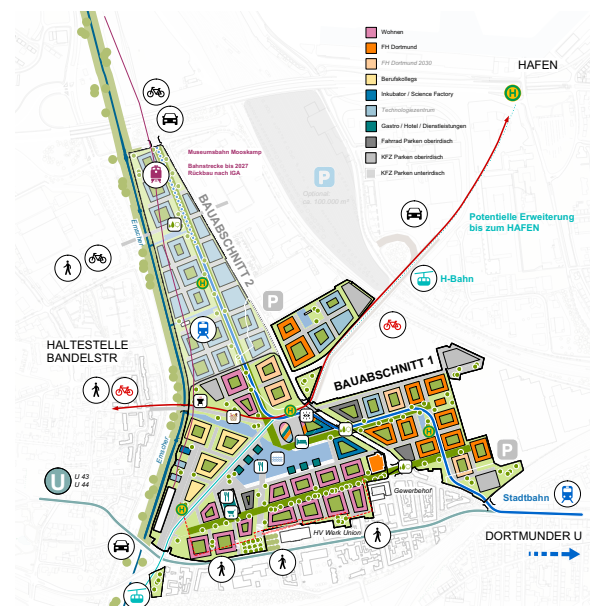 Wohnen
FH Dortmund
FH Dortmund 2030
Berufskollegs
Inkubator / Science Factory
Technologiezentrum
Gastro / Hotel / Dienstleistungen
Fahrrad Parken oberirdisch
KFZ Parken oberirdisch
KFZ Parken unterirdisch
HAFEN
H
Museumsbahn Mooskamp
Bahnstrecke bis 2027
Rückbau nach IGA
P
Optional:
ca. 100.000 m²
BAUABSCHNITT 2
Emscher
Potentielle Erweiterung
bis zum HAFEN
H-Bahn
H
P
HALTESTELLE
BANDELSTR
BAUABSCHNITT 1
H
H
P
Emscher
U
U 43
U 44
Gewerbehof
Stadtbahn
H
HV Werk Union
DORTMUNDER U